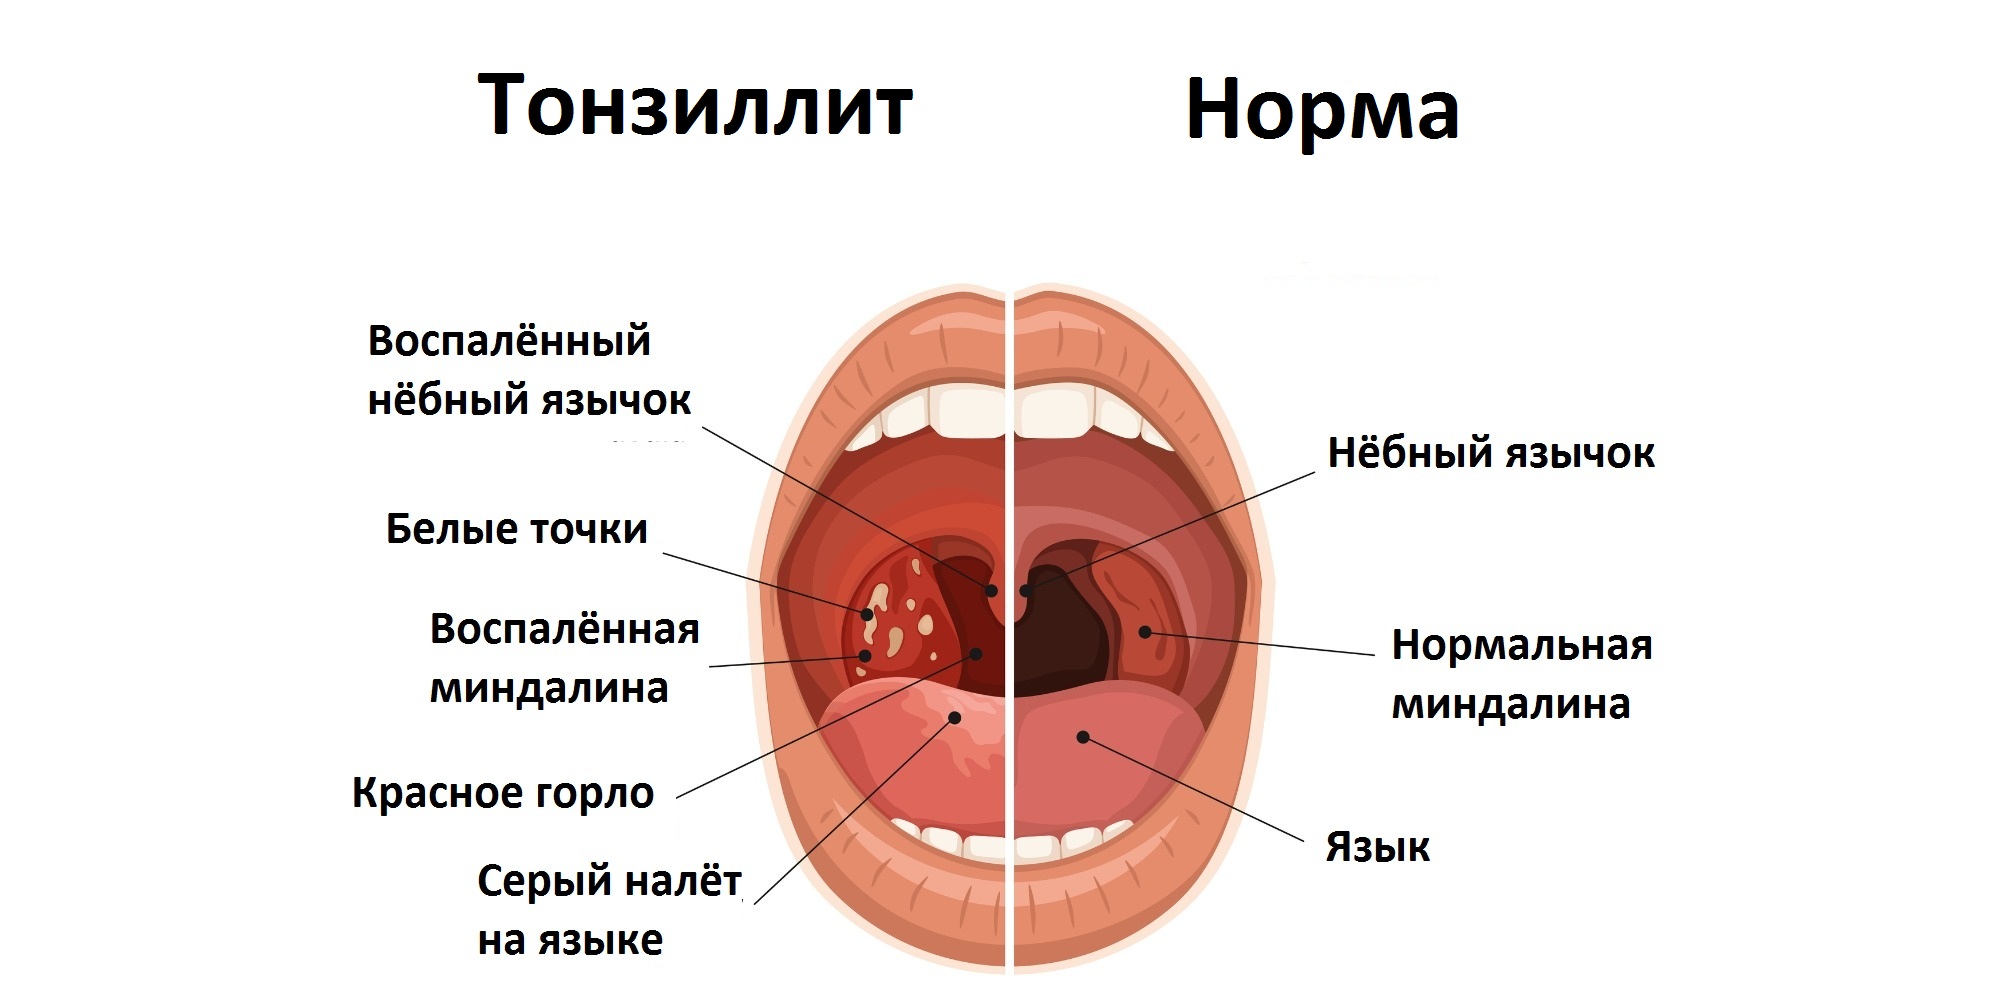 Тонзиллит
Норма
Воспалённый
нёбный язычок
Белые точки
Воспалённая
миндалина
Красное горло
Серый налёт
на языке
Нёбный язычок
Нормальная
миндалина
Язык